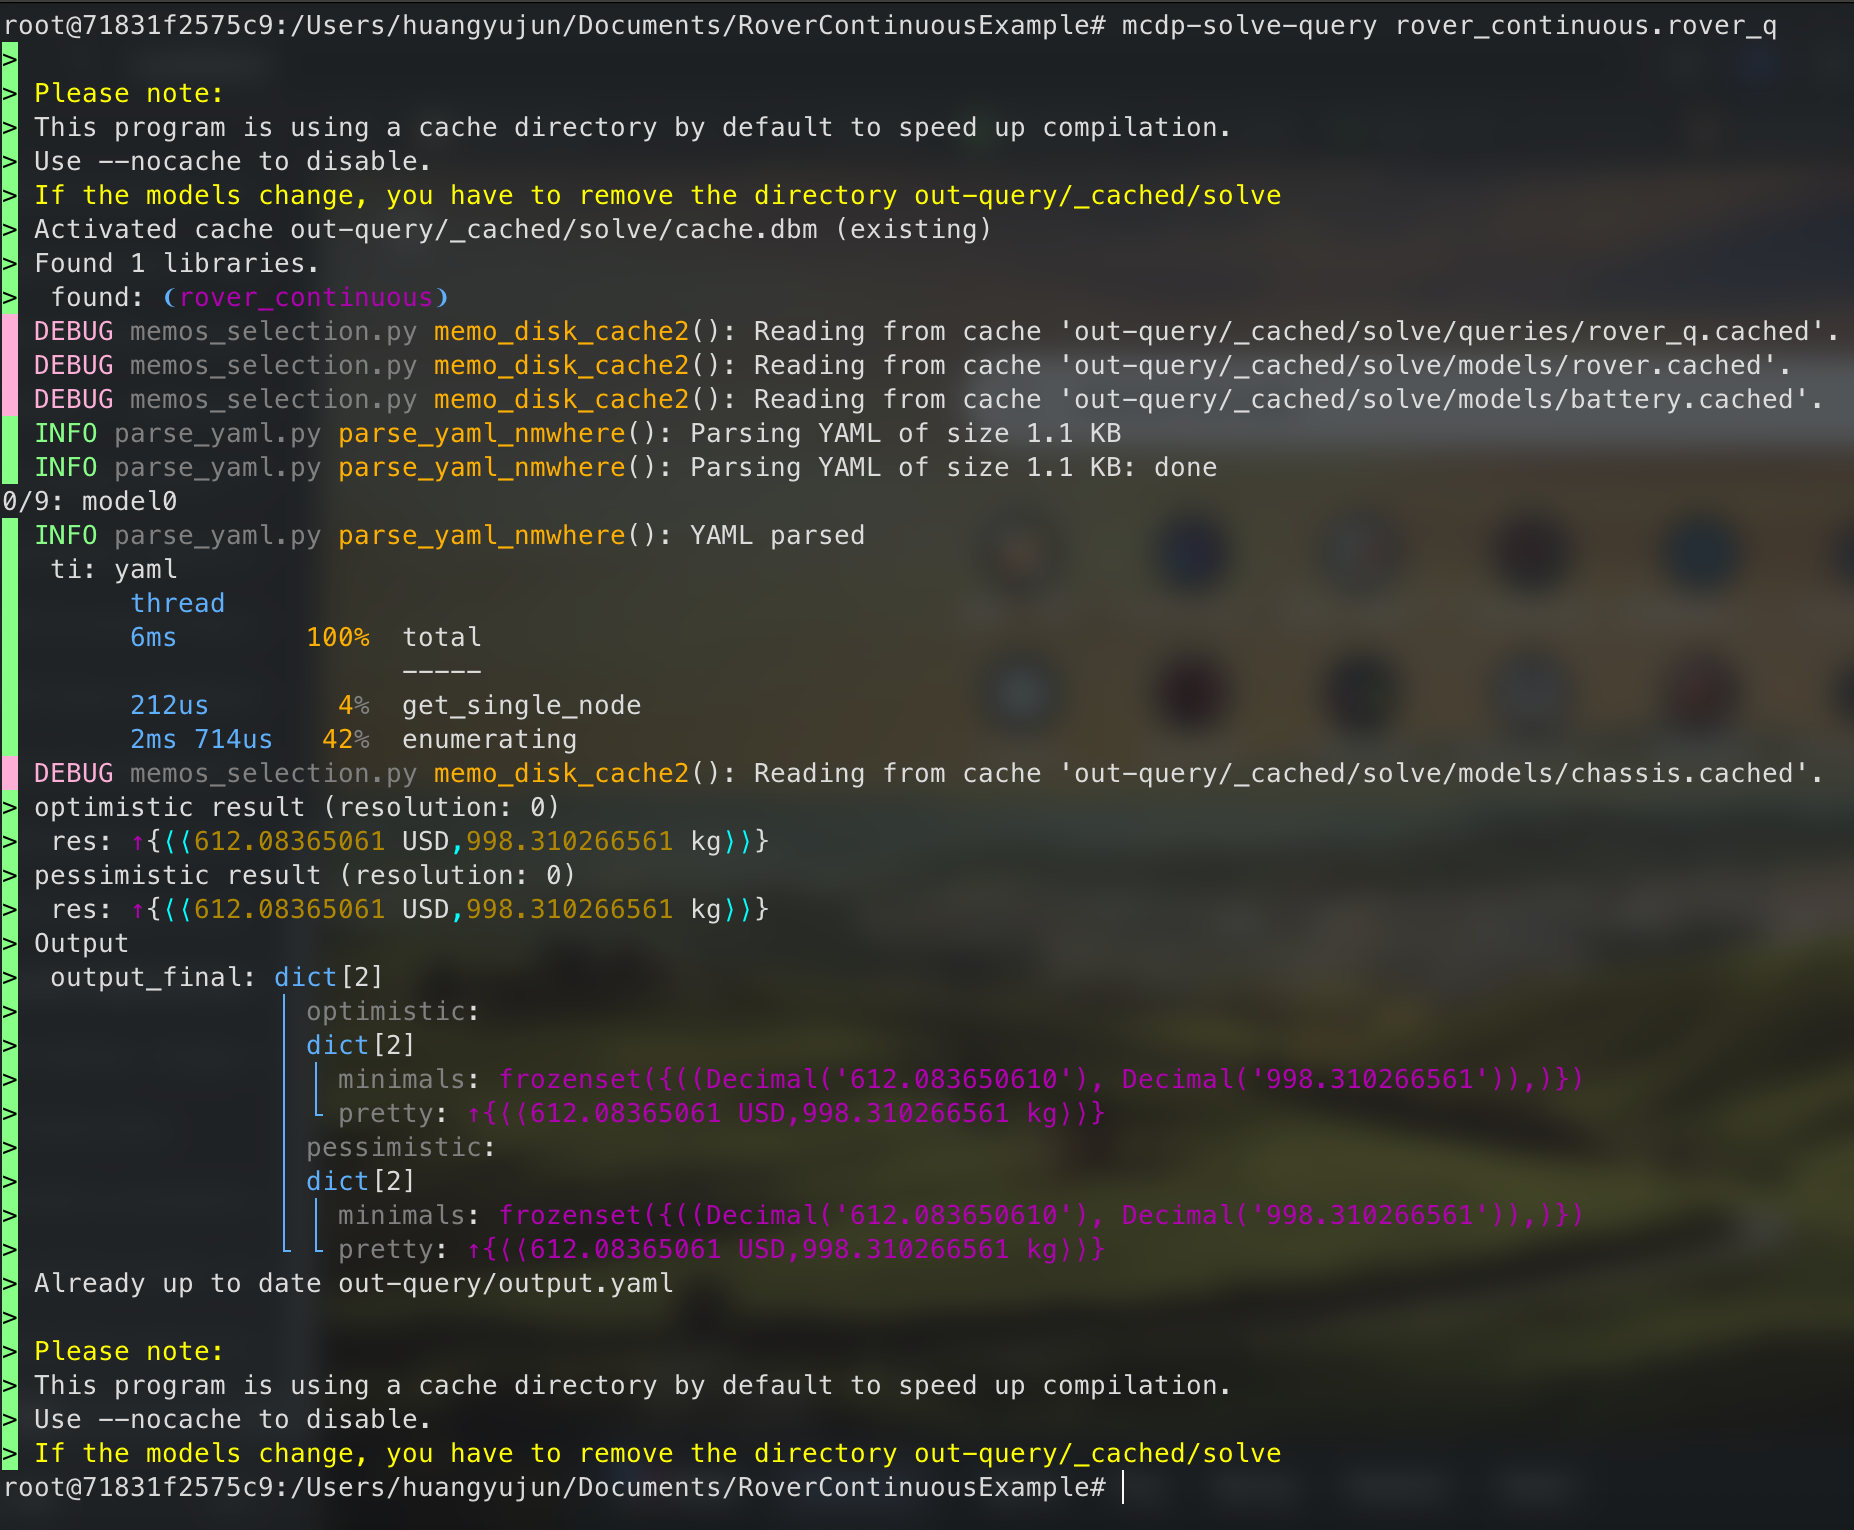 root@71831f2575c9:/Users/huangyujun/Documents/RoverContinuousExample# mcdp-solve-query rover_continuous.rover_q
>
> Please note:
> This program is using a cache directory by default to speed up compilation.
> Use --nocache to disable.
> If the models change, you have to remove the directory out-query/_cached/solve
> Activated cache out-query/_cached/solve/cache.dbm (existing)
> Found 1 libraries.
>  found: ❨rover_continuous❩
DEBUG memos_selection.py memo_disk_cache2(): Reading from cache 'out-query/_cached/solve/queries/rover_q.cached'.
DEBUG memos_selection.py memo_disk_cache2(): Reading from cache 'out-query/_cached/solve/models/rover.cached'.
DEBUG memos_selection.py memo_disk_cache2(): Reading from cache 'out-query/_cached/solve/models/battery.cached'.
INFO parse_yaml.py parse_yaml_nmwhere(): Parsing YAML of size 1.1 KB
INFO parse_yaml.py parse_yaml_nmwhere(): Parsing YAML of size 1.1 KB: done
0/9: model0
INFO parse_yaml.py parse_yaml_nmwhere(): YAML parsed
ti: yaml
thread
6ms 100% total
-----
212us 4% get_single_node
2ms 714us 42% enumerating
DEBUG memos_selection.py memo_disk_cache2(): Reading from cache 'out-query/_cached/solve/models/chassis.cached'.
> optimistic result (resolution: 0)
>  res: ↑{⟨⟨612.08365061 USD,998.310266561 kg⟩⟩}
> pessimistic result (resolution: 0)
>  res: ↑{⟨⟨612.08365061 USD,998.310266561 kg⟩⟩}
> Output
>  output_final: dict[2]
> │ optimistic:
> │ dict[2]
> │ │ minimals: frozenset({((Decimal('612.083650610'), Decimal('998.310266561')),)})
> │ └ pretty: ↑{⟨⟨612.08365061 USD,998.310266561 kg⟩⟩}
> │ pessimistic:
> │ dict[2]
> │ │ minimals: frozenset({((Decimal('612.083650610'), Decimal('998.310266561')),)})
> └ └ pretty: ↑{⟨⟨612.08365061 USD,998.310266561 kg⟩⟩}
> Already up to date out-query/output.yaml
>
> Please note:
> This program is using a cache directory by default to speed up compilation.
> Use --nocache to disable.
> If the models change, you have to remove the directory out-query/_cached/solve
root@71831f2575c9:/Users/huangyujun/Documents/RoverContinuousExample#